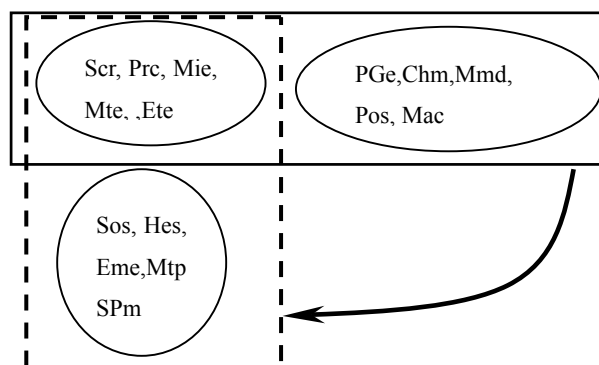 Scr, Prc, Mie,
Mte, ,Ete
PGe,Chm,Mmd,
Pos, Mac
Sos, Hes,
Eme,Mtp
SPm